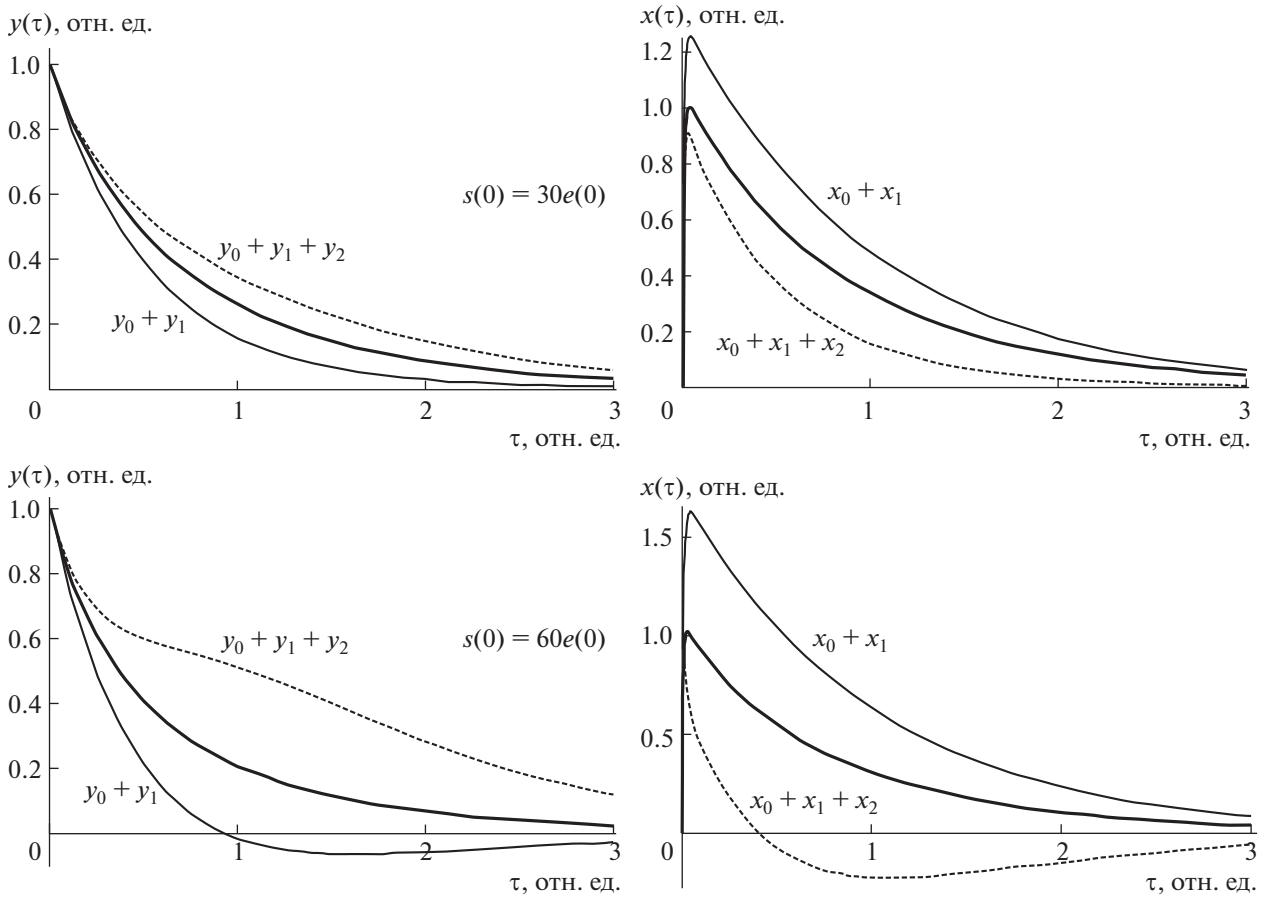 y(τ), отн. ед.
1.0
0.8
0.6
0.4
0.2
0
1
2
3
s(0) = 30e(0)
y₀ + y₁ + y₂
y₀ + y₁
τ, отн. ед.
x(τ), отн. ед.
1.2
1.0
0.8
0.6
0.4
0.2
0
1
2
3
x₀ + x₁
x₀ + x₁ + x₂
τ, отн. ед.
y(τ), отн. ед.
1.0
0.8
0.6
0.4
0.2
0
1
2
3
y₀ + y₁ + y₂
s(0) = 60e(0)
y₀ + y₁
τ, отн. ед.
x(τ), отн. ед.
1.5
1.0
0.5
0
1
2
3
x₀ + x₁
x₀ + x₁ + x₂
τ, отн. ед.